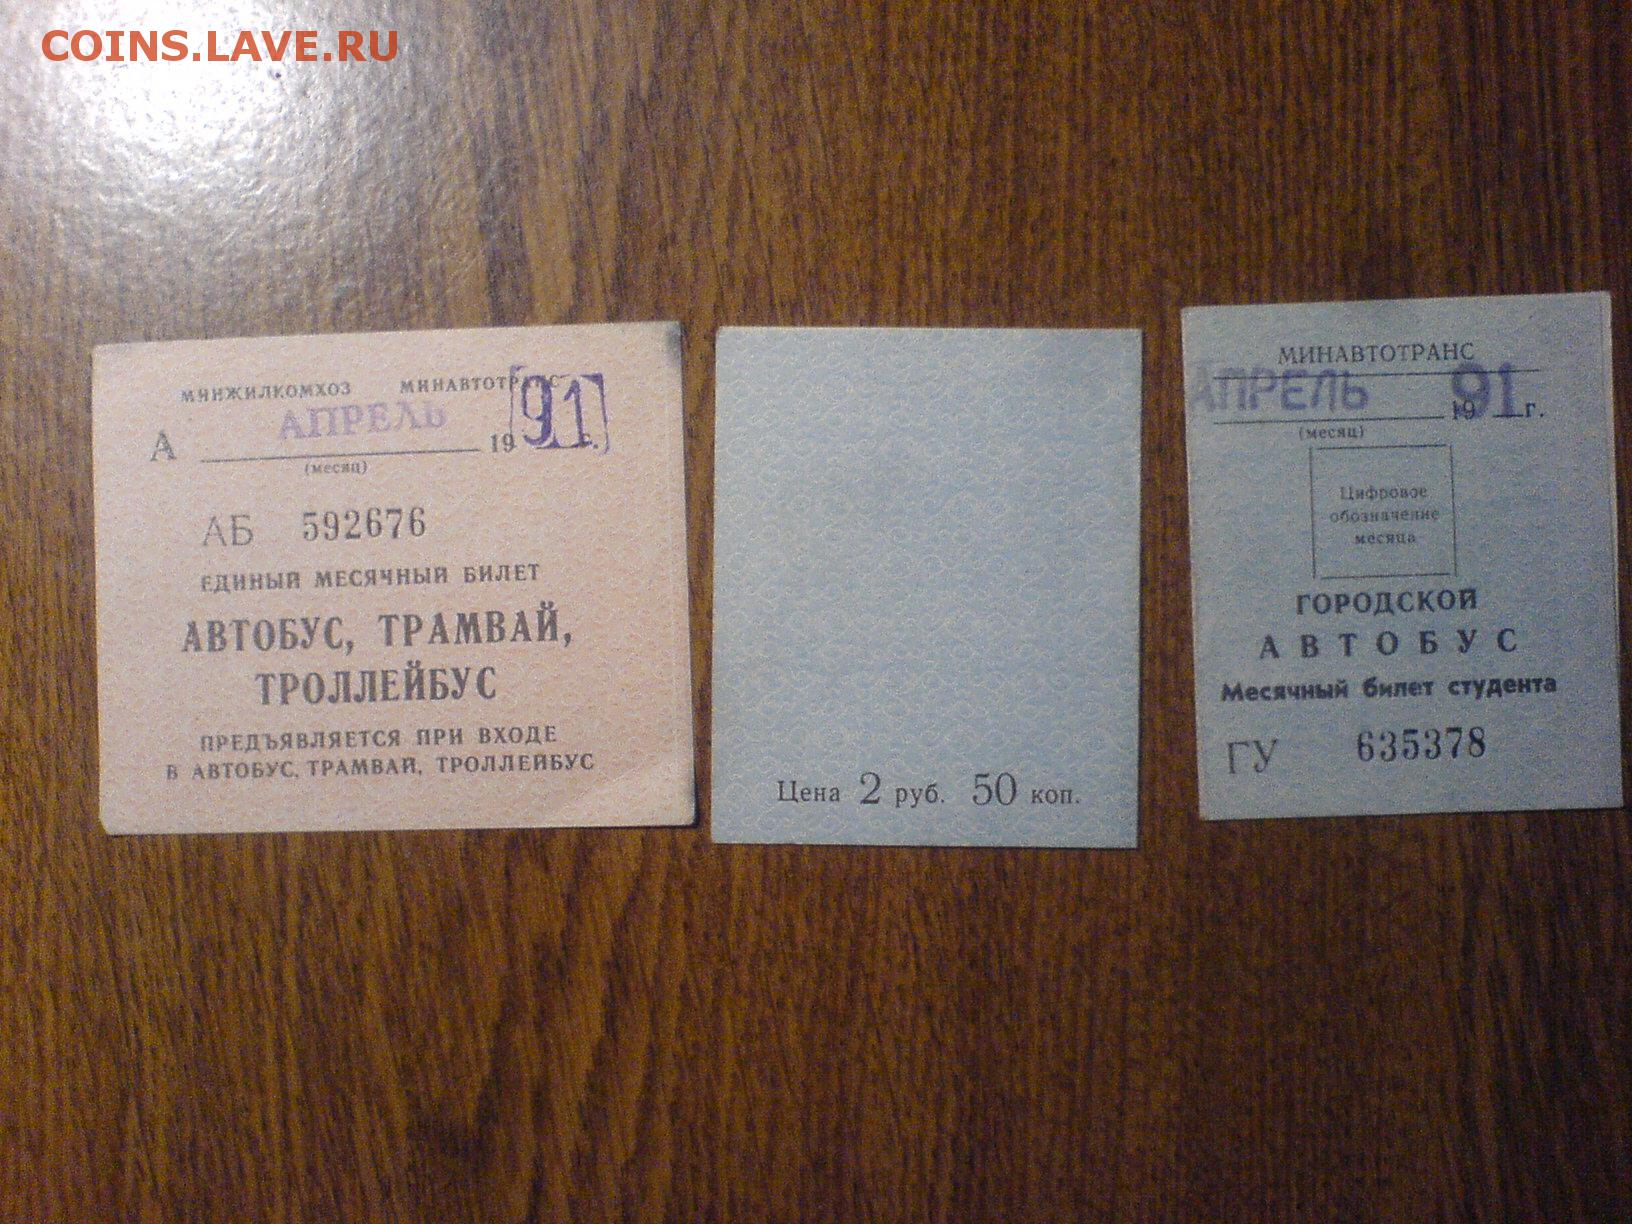 COINS.LAVE.RU
МИНЖИЛКОМХОЗ МИНАВТОТРАНС
А АПРЕЛЬ 1991 г.
(месяц)
АБ 592676
ЕДИНЫЙ МЕСЯЧНЫЙ БИЛЕТ
АВТОБУС, ТРАМВАЙ,
ТРОЛЛЕЙБУС
ПРЕДЪЯВЛЯЕТСЯ ПРИ ВХОДЕ
В АВТОБУС, ТРАМВАЙ, ТРОЛЛЕЙБУС
Цена 2 руб. 50 коп.
МИНАВТОТРАНС
АПРЕЛЬ 1991 г.
(месяц)
Цифровое
обозначение
месяца
ГОРОДСКОЙ
АВТОБУС
Месячный билет студента
ГУ 635378